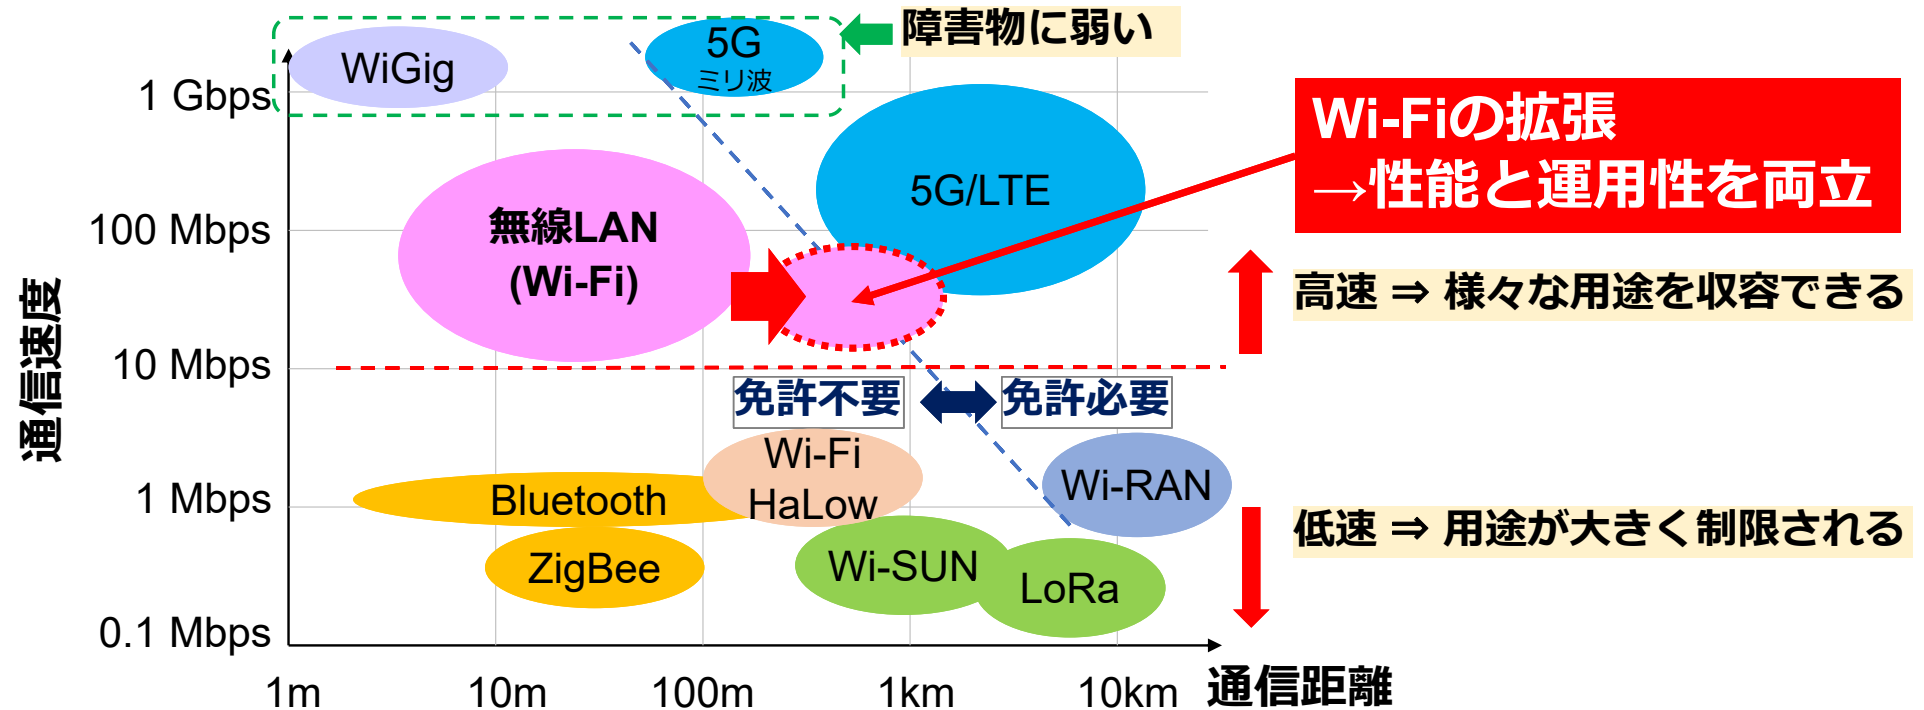 障害物に弱い
WiGig
5G
ミリ波
1 Gbps
Wi-Fiの拡張
→性能と運用性を両立
5G/LTE
無線LAN
(Wi-Fi)
100 Mbps
高速 ⇒ 様々な用途を収容できる
通信速度
10 Mbps
免許不要
免許必要
Wi-Fi
HaLow
Wi-RAN
1 Mbps
Bluetooth
低速 ⇒ 用途が大きく制限される
ZigBee
Wi-SUN
LoRa
0.1 Mbps
1m
10m
100m
1km
10km
通信距離